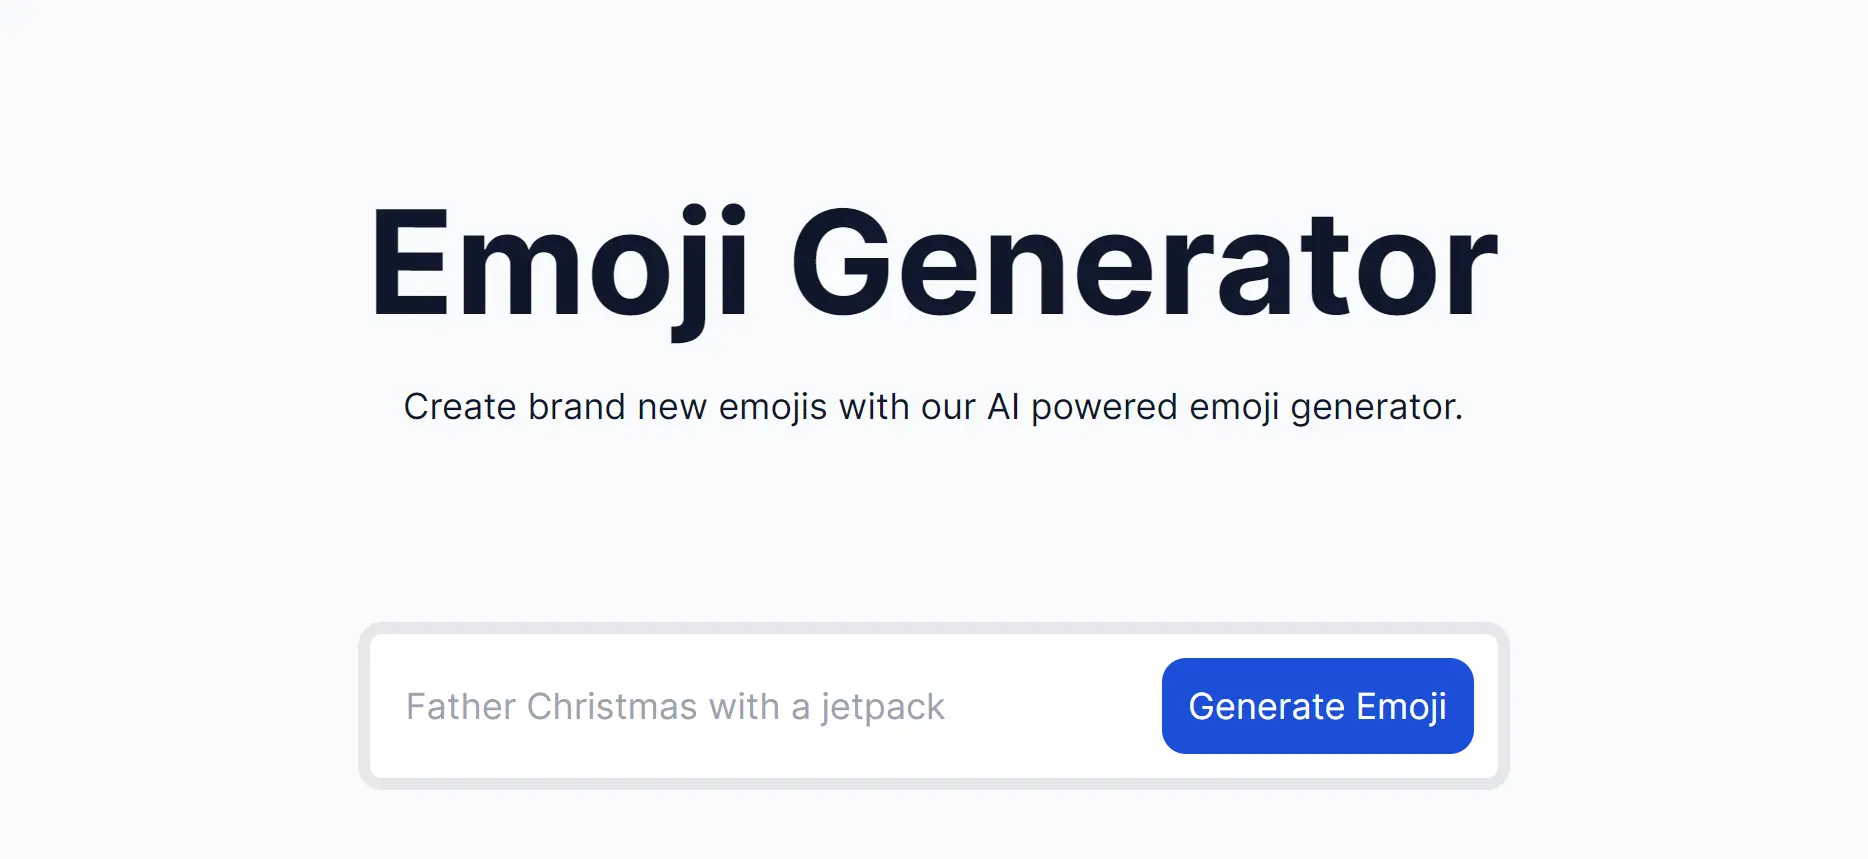 Emoji Generator
Create brand new emojis with our AI powered emoji generator.
Father Christmas with a jetpack
Generate Emoji